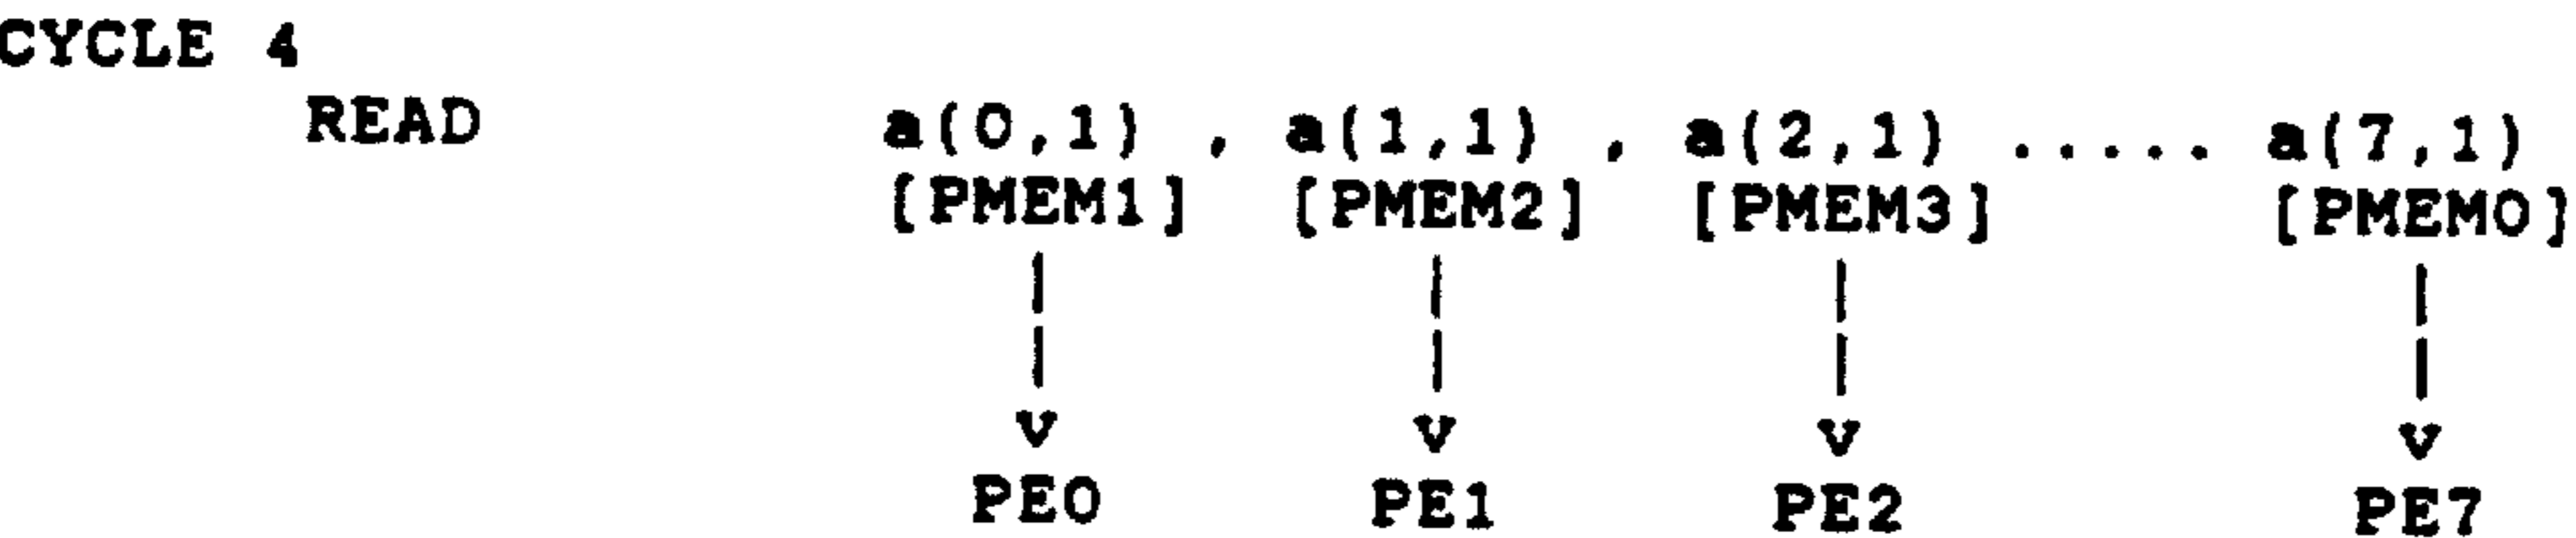 CYCLE 4
READ a(0,1) , a(1,1) , a(2,1) ..... a(7,1)
[PMEM1] [PMEM2] [PMEM3] [PMEM0]
| | | |
| | | |
v v v v
PE0 PE1 PE2 PE7